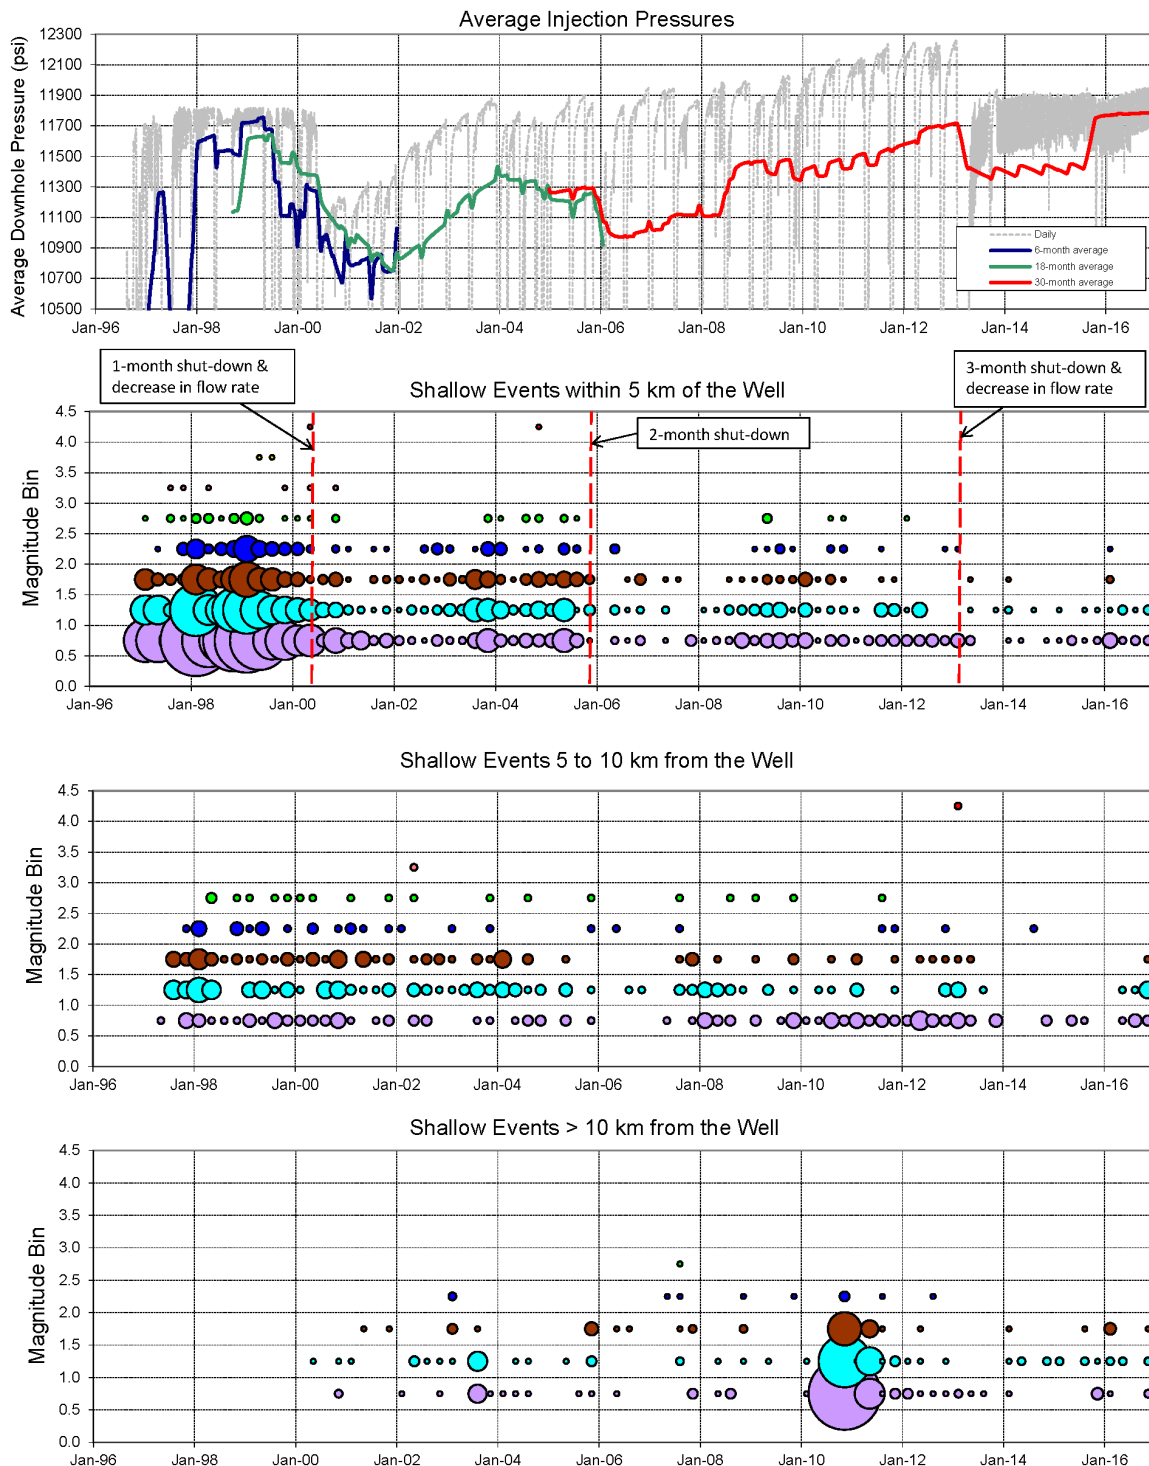 Average Injection Pressures
Average Downhole Pressure (psi)
12300
12100
11900
11700
11500
11300
11100
10900
10700
10500
Daily
6-month average
18-month average
30-month average
Jan-96 Jan-98 Jan-00 Jan-02 Jan-04 Jan-06 Jan-08 Jan-10 Jan-12 Jan-14 Jan-16
1-month shut-down &
decrease in flow rate
3-month shut-down &
decrease in flow rate
Shallow Events within 5 km of the Well
2-month shut-down
Magnitude Bin
4.5
4.0
3.5
3.0
2.5
2.0
1.5
1.0
0.5
0.0
Jan-96 Jan-98 Jan-00 Jan-02 Jan-04 Jan-06 Jan-08 Jan-10 Jan-12 Jan-14 Jan-16
Shallow Events 5 to 10 km from the Well
Magnitude Bin
4.5
4.0
3.5
3.0
2.5
2.0
1.5
1.0
0.5
0.0
Jan-96 Jan-98 Jan-00 Jan-02 Jan-04 Jan-06 Jan-08 Jan-10 Jan-12 Jan-14 Jan-16
Shallow Events > 10 km from the Well
Magnitude Bin
4.5
4.0
3.5
3.0
2.5
2.0
1.5
1.0
0.5
0.0
Jan-96 Jan-98 Jan-00 Jan-02 Jan-04 Jan-06 Jan-08 Jan-10 Jan-12 Jan-14 Jan-16